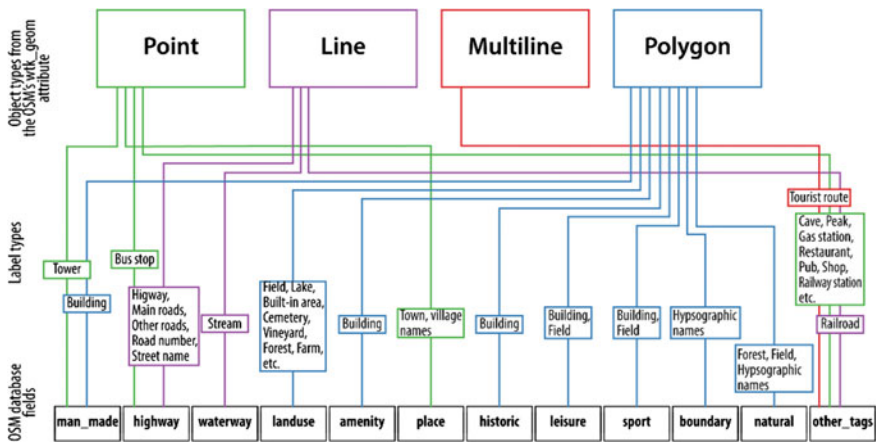 Object types from
the OSM's wtk_geom
attribute
Point
Line
Multiline
Polygon
Label types
Tower
Building
Bus stop
Higway,
Main roads,
Other roads,
Road number,
Street name
Stream
Field, Lake,
Built-in area,
Cemetery,
Vineyard,
Forest, Farm,
etc.
Building
Town, village
names
Building
Building,
Field
Building,
Field
Hypsographic
names
Forest, Field,
Hypsographic
names
Tourist route
Cave, Peak,
Gas station,
Restaurant,
Pub, Shop,
Railway station
etc.
Railroad
OSM database
fields
man_made
highway
waterway
landuse
amenity
place
historic
leisure
sport
boundary
natural
other_tags